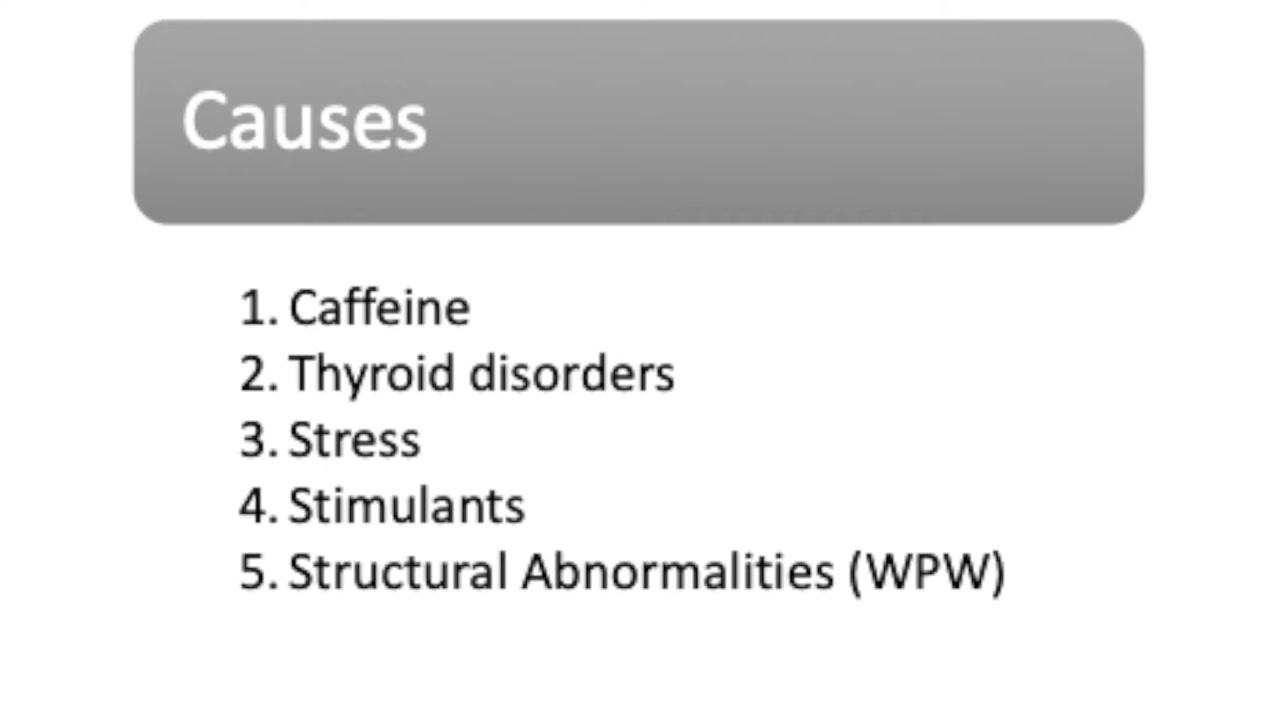 Causes
1. Caffeine
2. Thyroid disorders
3. Stress
4. Stimulants
5. Structural Abnormalities (WPW)